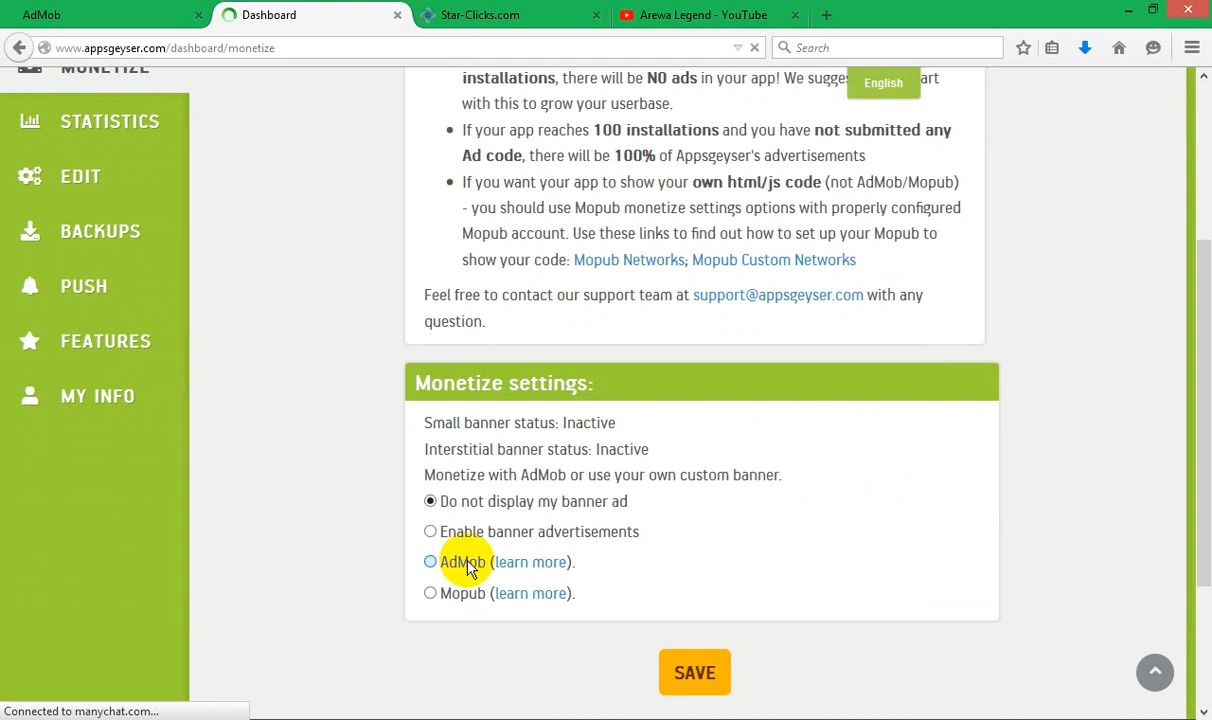 AdMob
Dashboard
Star-Clicks.com
Arewa Legend - YouTube
www.appsgeyser.com/dashboard/monetize
Search
MONETIZE
STATISTICS
EDIT
BACKUPS
PUSH
FEATURES
MY INFO
English
installations, there will be NO ads in your app! We sugge art
with this to grow your userbase.
If your app reaches 100 installations and you have not submitted any
Ad code, there will be 100% of Appsgeyser's advertisements
If you want your app to show your own html/js code (not AdMob/Mopub)
- you should use Mopub monetize settings options with properly configured
Mopub account. Use these links to find out how to set up your Mopub to
show your code: Mopub Networks; Mopub Custom Networks
Feel free to contact our support team at support@appsgeyser.com with any
question.
Monetize settings:
Small banner status: Inactive
Interstitial banner status: Inactive
Monetize with AdMob or use your own custom banner.
Do not display my banner ad
Enable banner advertisements
AdMob (learn more).
Mopub (learn more).
SAVE
Connected to manychat.com...